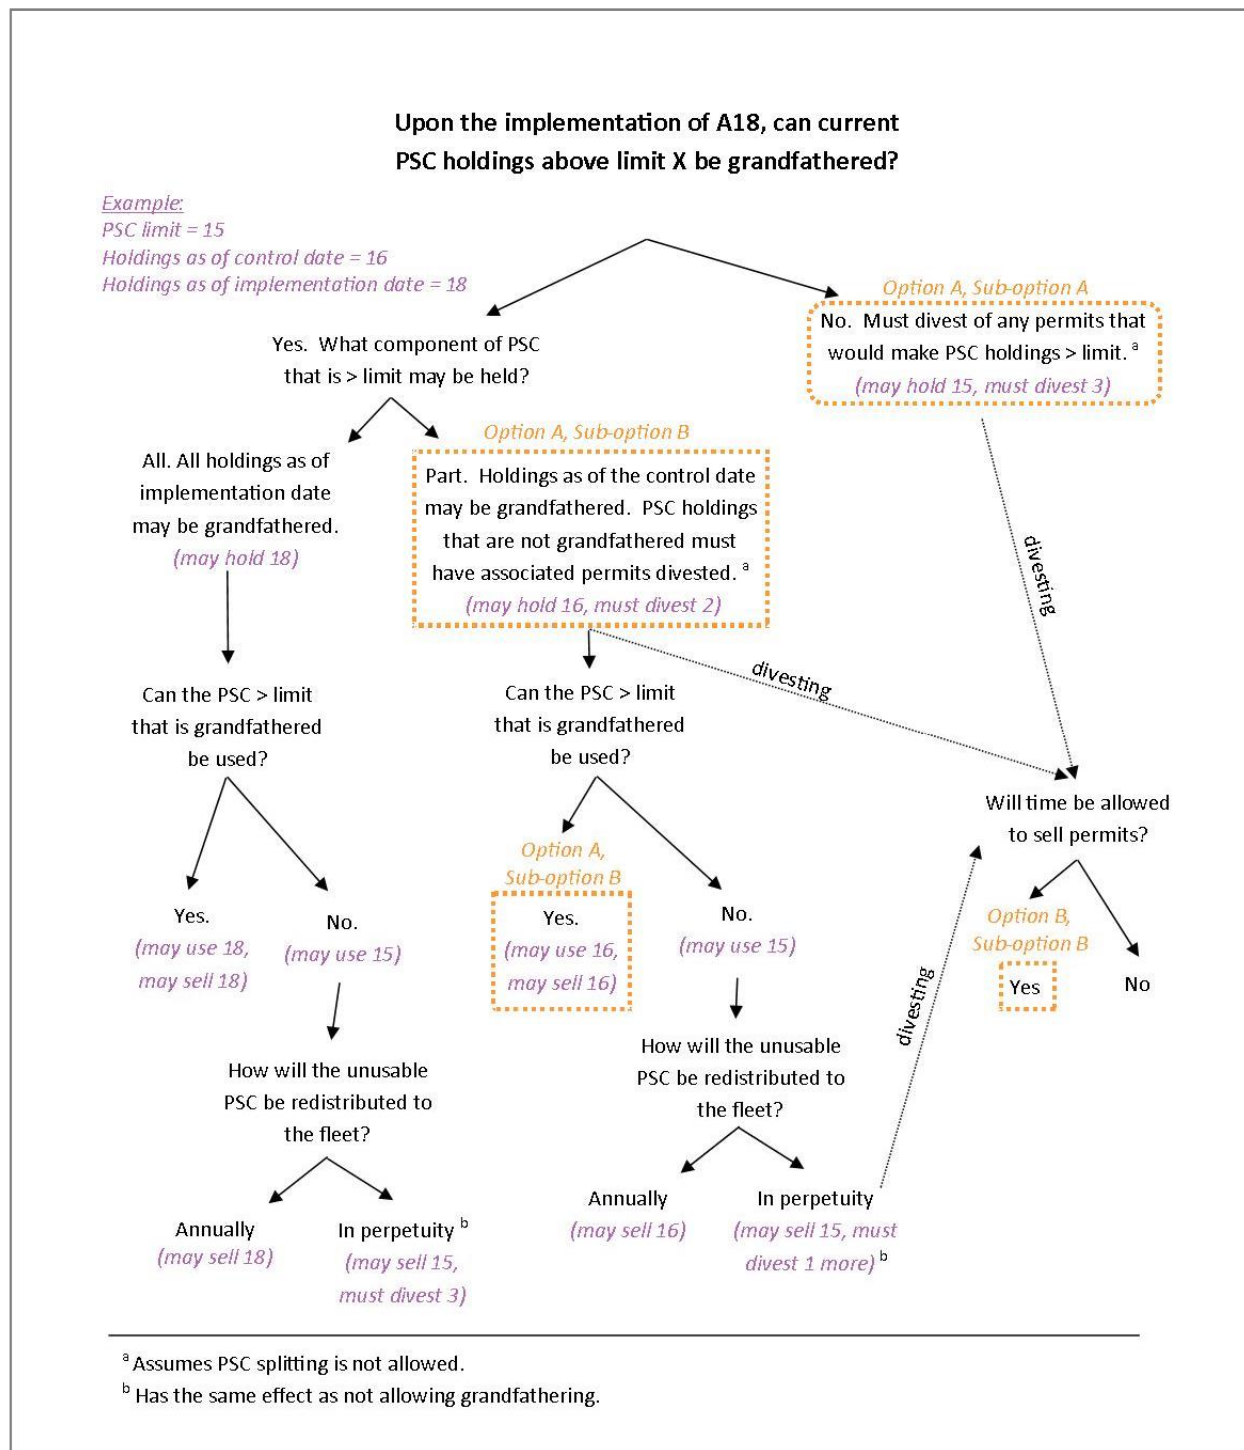 Upon the implementation of A18, can current
PSC holdings above limit X be grandfathered?
Example:
PSC limit = 15
Holdings as of control date = 16
Holdings as of implementation date = 18
Option A, Sub-option A
No. Must divest of any permits that
would make PSC holdings > limit. a
(may hold 15, must divest 3)
Yes. What component of PSC
that is > limit may be held?
All. All holdings as of
implementation date
may be grandfathered.
(may hold 18)
Option A, Sub-option B
Part. Holdings as of the control date
may be grandfathered. PSC holdings
that are not grandfathered must
have associated permits divested. a
(may hold 16, must divest 2)
divesting
divesting
Can the PSC > limit
that is grandfathered
be used?
Can the PSC > limit
that is grandfathered
be used?
Will time be allowed
to sell permits?
Yes.
(may use 18,
may sell 18)
No.
(may use 15)
Option A,
Sub-option B
Yes.
(may use 16,
may sell 16)
No.
(may use 15)
Option B,
Sub-option B
Yes
No
divesting
How will the unusable
PSC be redistributed to
the fleet?
How will the unusable
PSC be redistributed to
the fleet?
Annually
(may sell 18)
In perpetuity b
(may sell 15,
must divest 3)
Annually
(may sell 16)
In perpetuity
(may sell 15, must
divest 1 more) b
a Assumes PSC splitting is not allowed.
b Has the same effect as not allowing grandfathering.